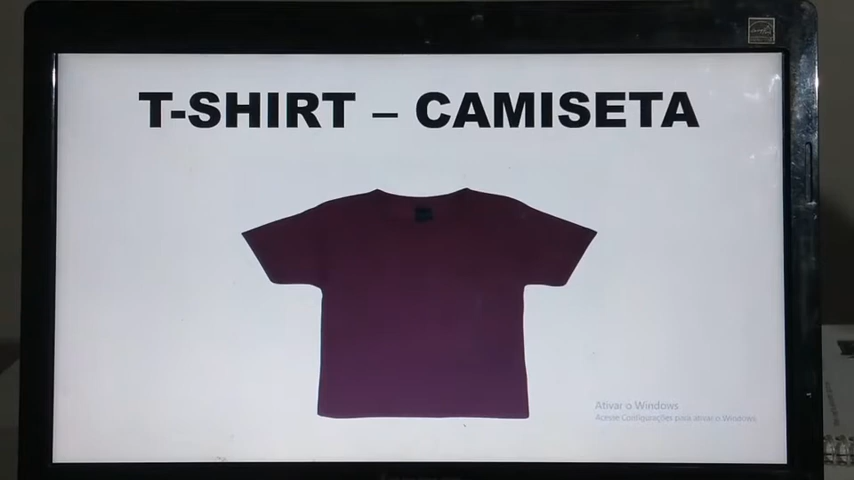 T-SHIRT – CAMISETA
Ativar o Windows
Acesse Configurações para ativar o Windows.